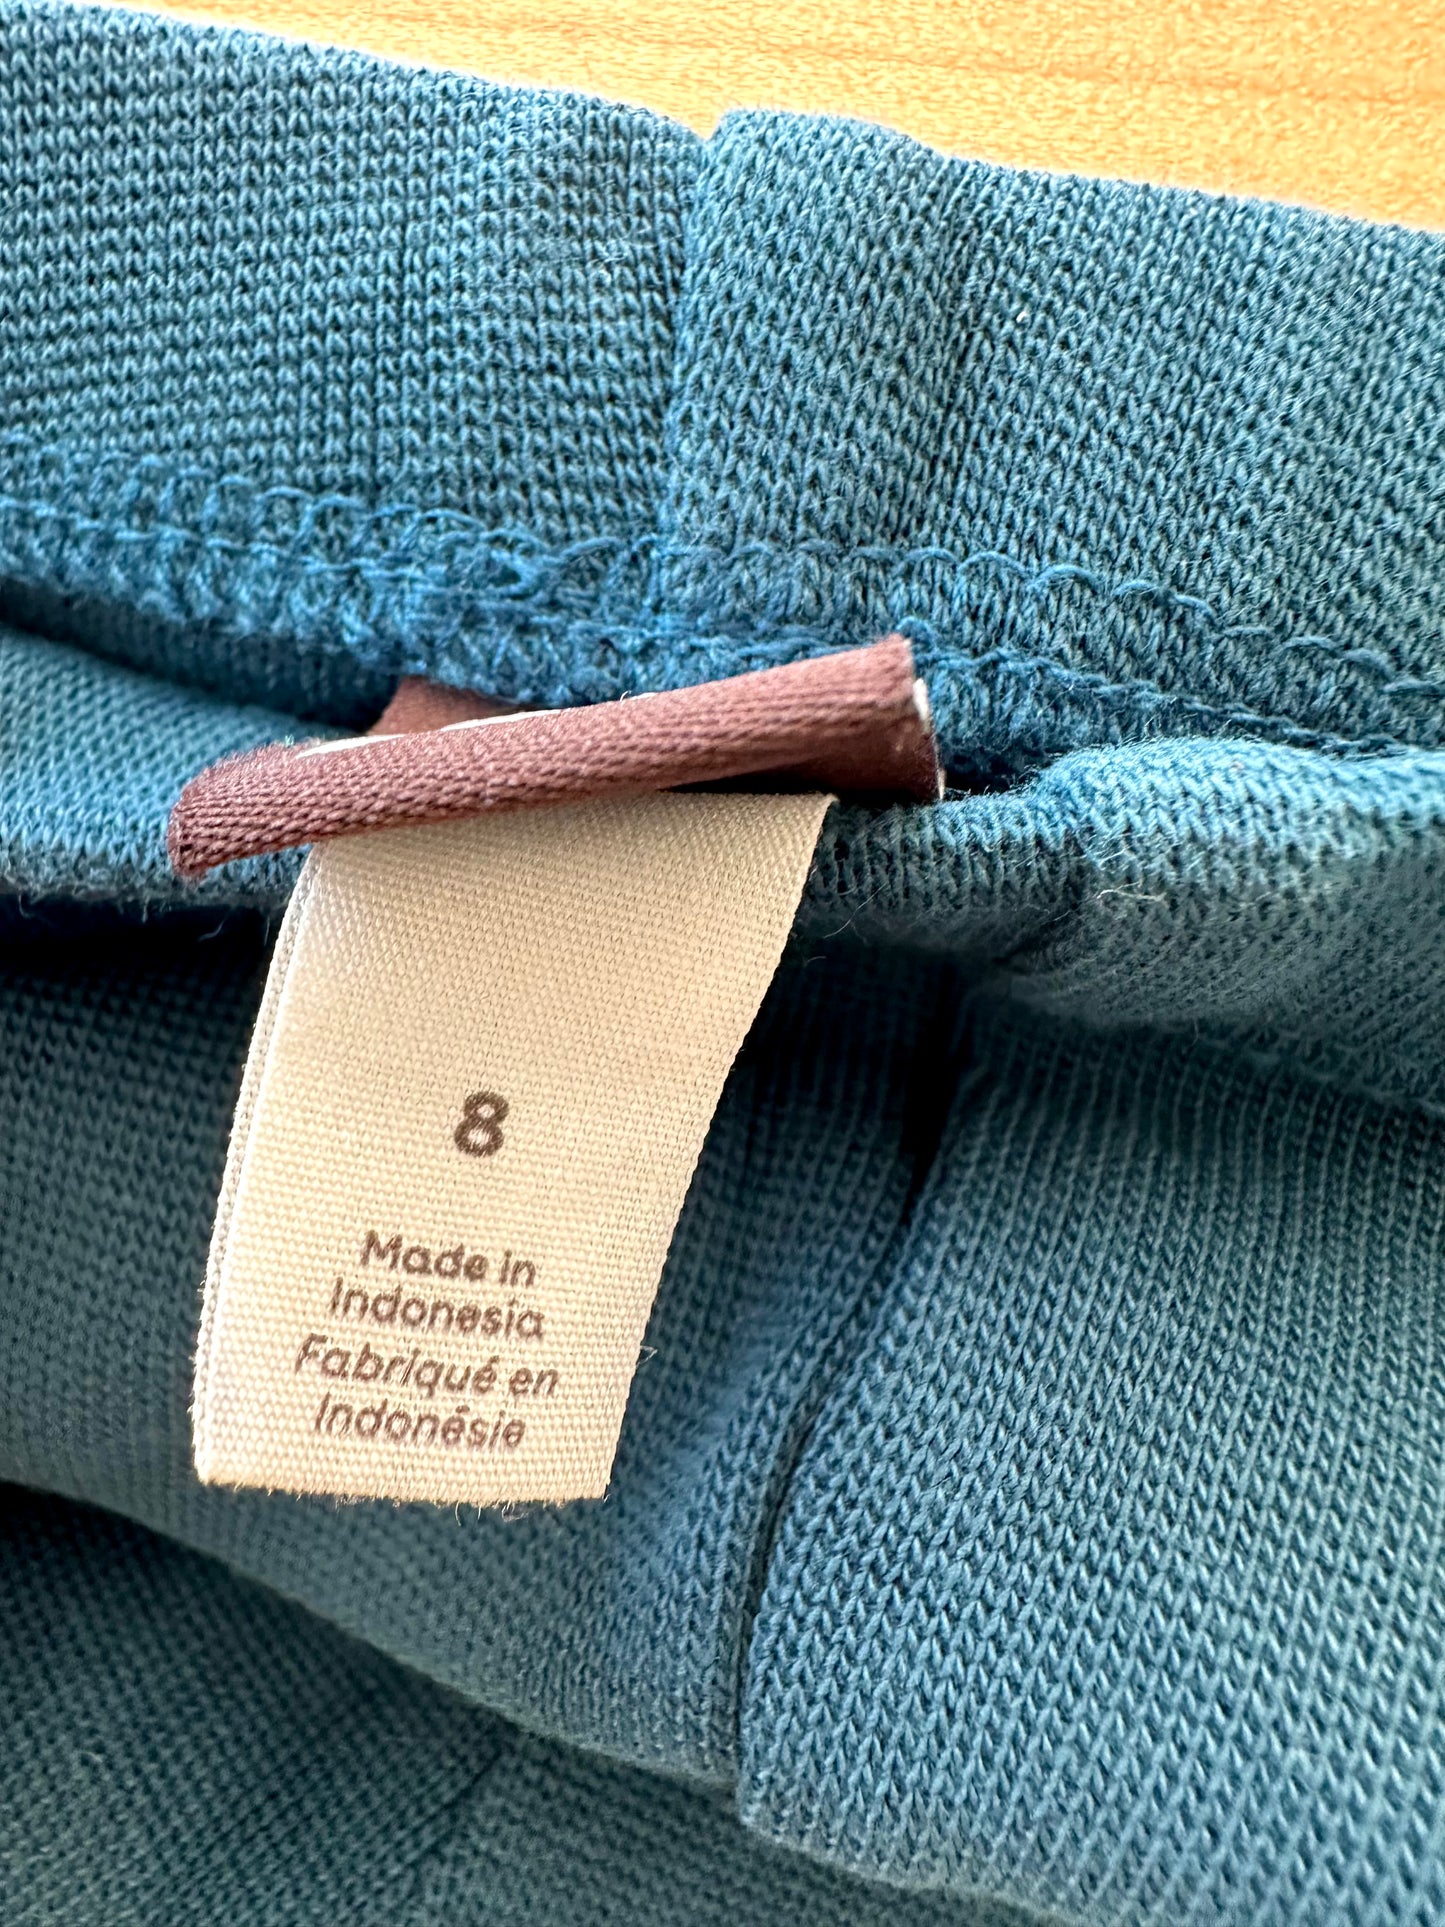 8
Made in
Indonesia
Fabriqué en
Indonésie